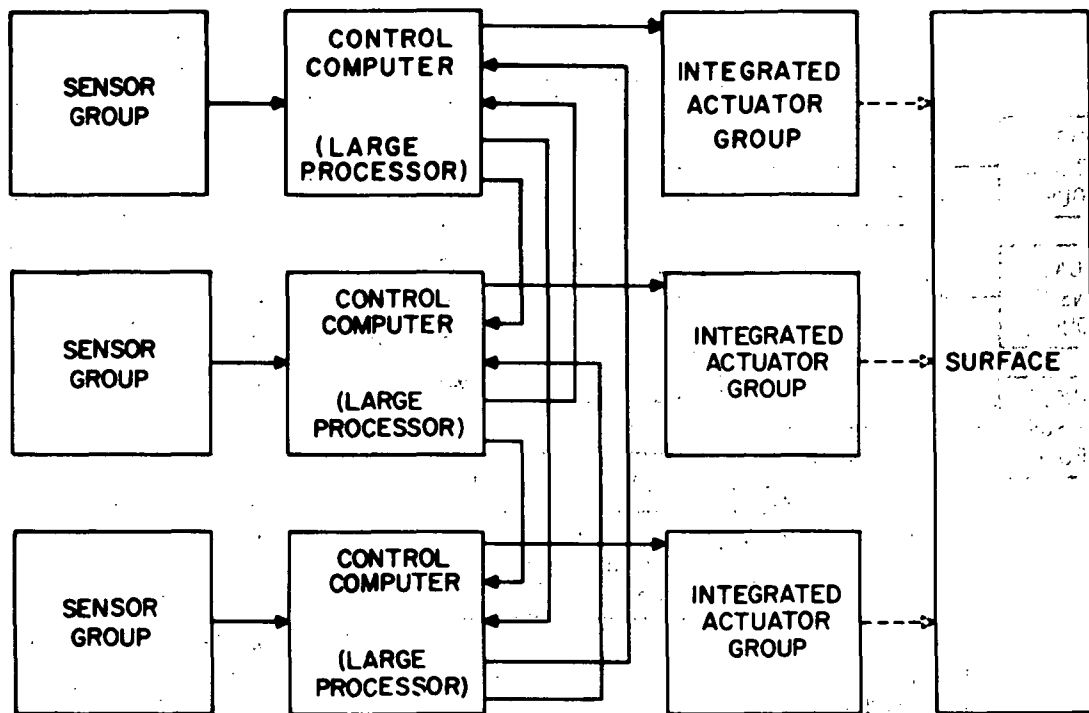 SENSOR
GROUP
CONTROL
COMPUTER
(LARGE
PROCESSOR)
INTEGRATED
ACTUATOR
GROUP
SENSOR
GROUP
CONTROL
COMPUTER
(LARGE
PROCESSOR)
INTEGRATED
ACTUATOR
GROUP
SURFACE
SENSOR
GROUP
CONTROL
COMPUTER
(LARGE
PROCESSOR)
INTEGRATED
ACTUATOR
GROUP